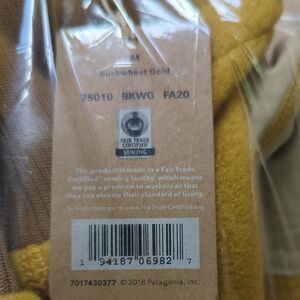 M
Buckwheat Gold
75010 BKWG FA20
FAIR TRADE
CERTIFIED
SEWING
This product is made in a Fair Trade
Certified™ sewing facility, which means
we pay a premium to workers so that
they can elevate their standard of living.
To learn more go to www.FairTradeCertified.org
1 94187 06982 7
7017430377 © 2018 Patagonia, Inc.